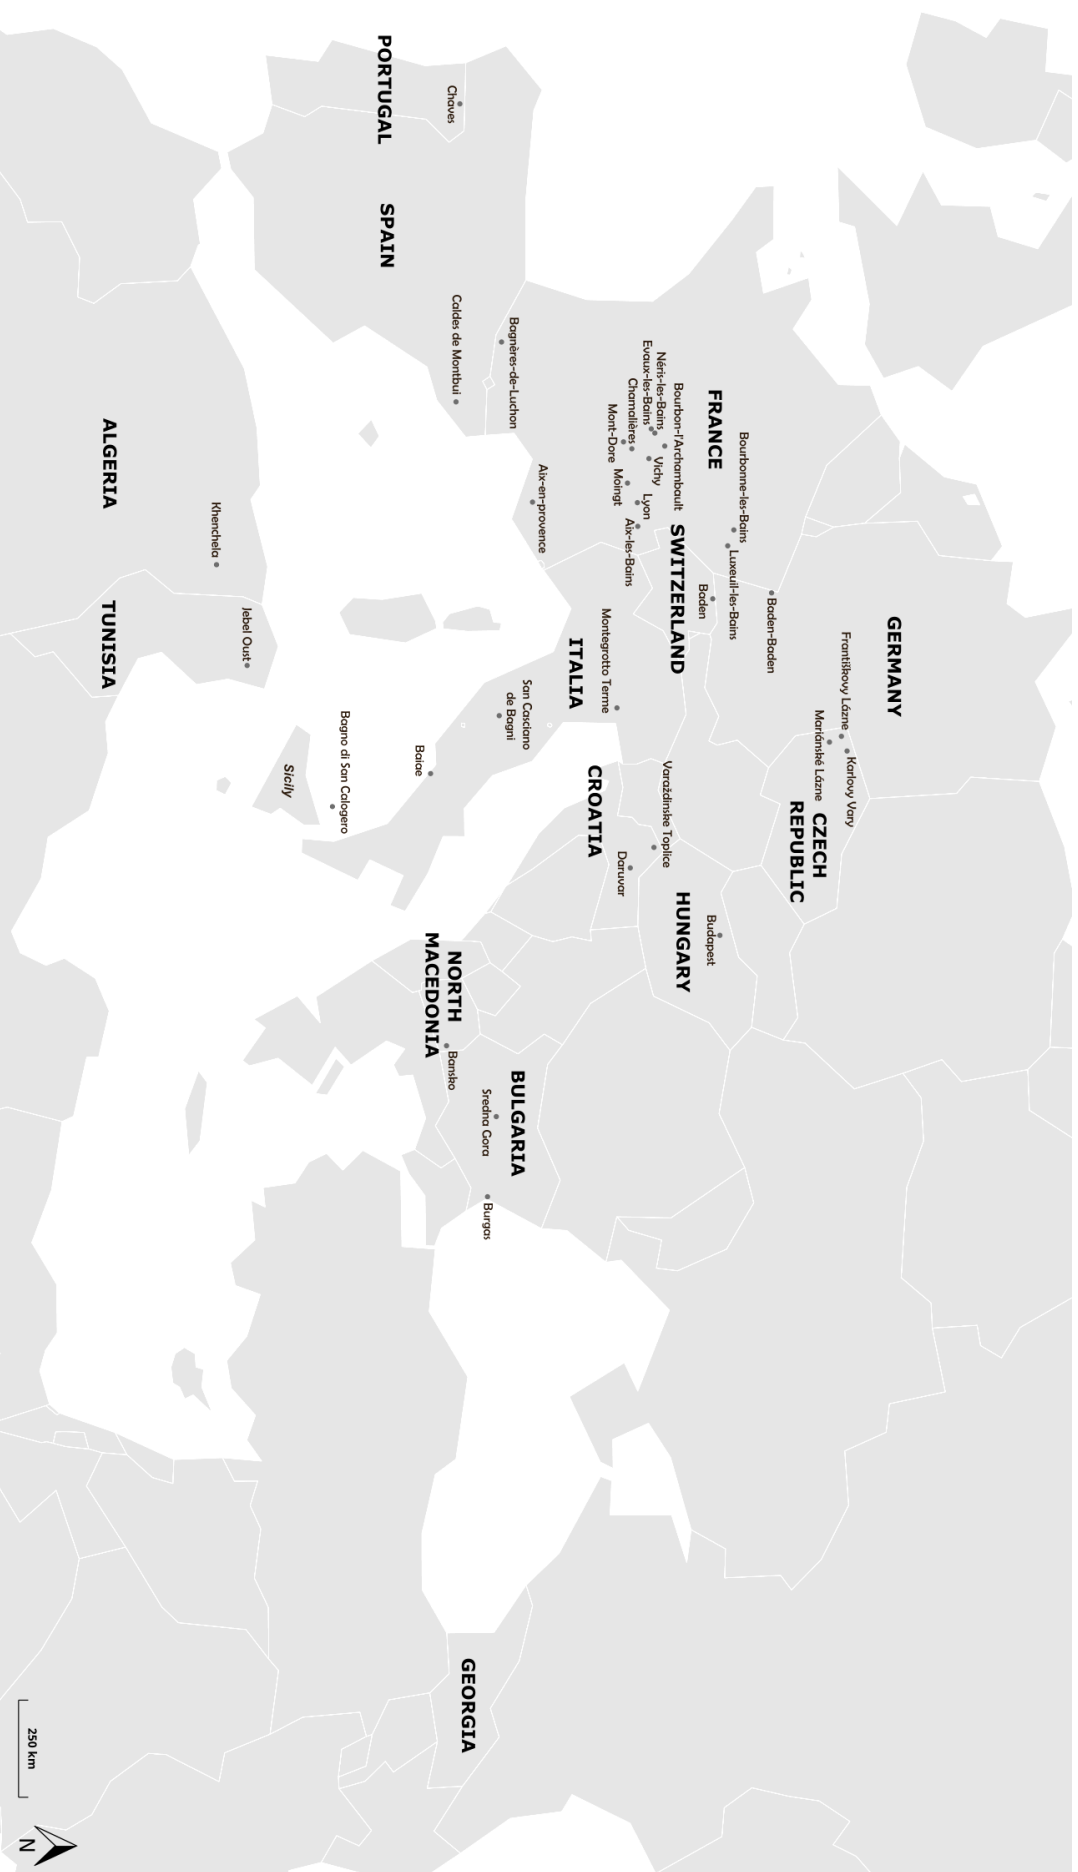 GERMANY
Františkovy Lázne
Karlovy Vary
Mariánské Lázne
CZECH
REPUBLIC
Baden-Baden
Bourbonne-les-Bains
Luxeuil-les-Bains
FRANCE
Baden
Budapest
SWITZERLAND
HUNGARY
Bourbon-l'Archambault
Néris-les-Bains
Evaux-les-Bains
Vichy
Chamalières
Lyon
Mont-Dore
Moingt
Aix-les-Bains
Varaždinske Toplice
Daruvar
Montegrotto Terme
CROATIA
ITALIA
Aix-en-provence
San Casciano
de Bagni
Bagnères-de-Luchon
BULGARIA
Sredna Gora
Burgas
GEORGIA
Chaves
Caldes de Montbui
NORTH
MACEDONIA
Bansko
Baiae
PORTUGAL
SPAIN
Bagno di San Calogero
Sicily
Jebel Oust
Khenchela
ALGERIA
TUNISIA
250 km
N